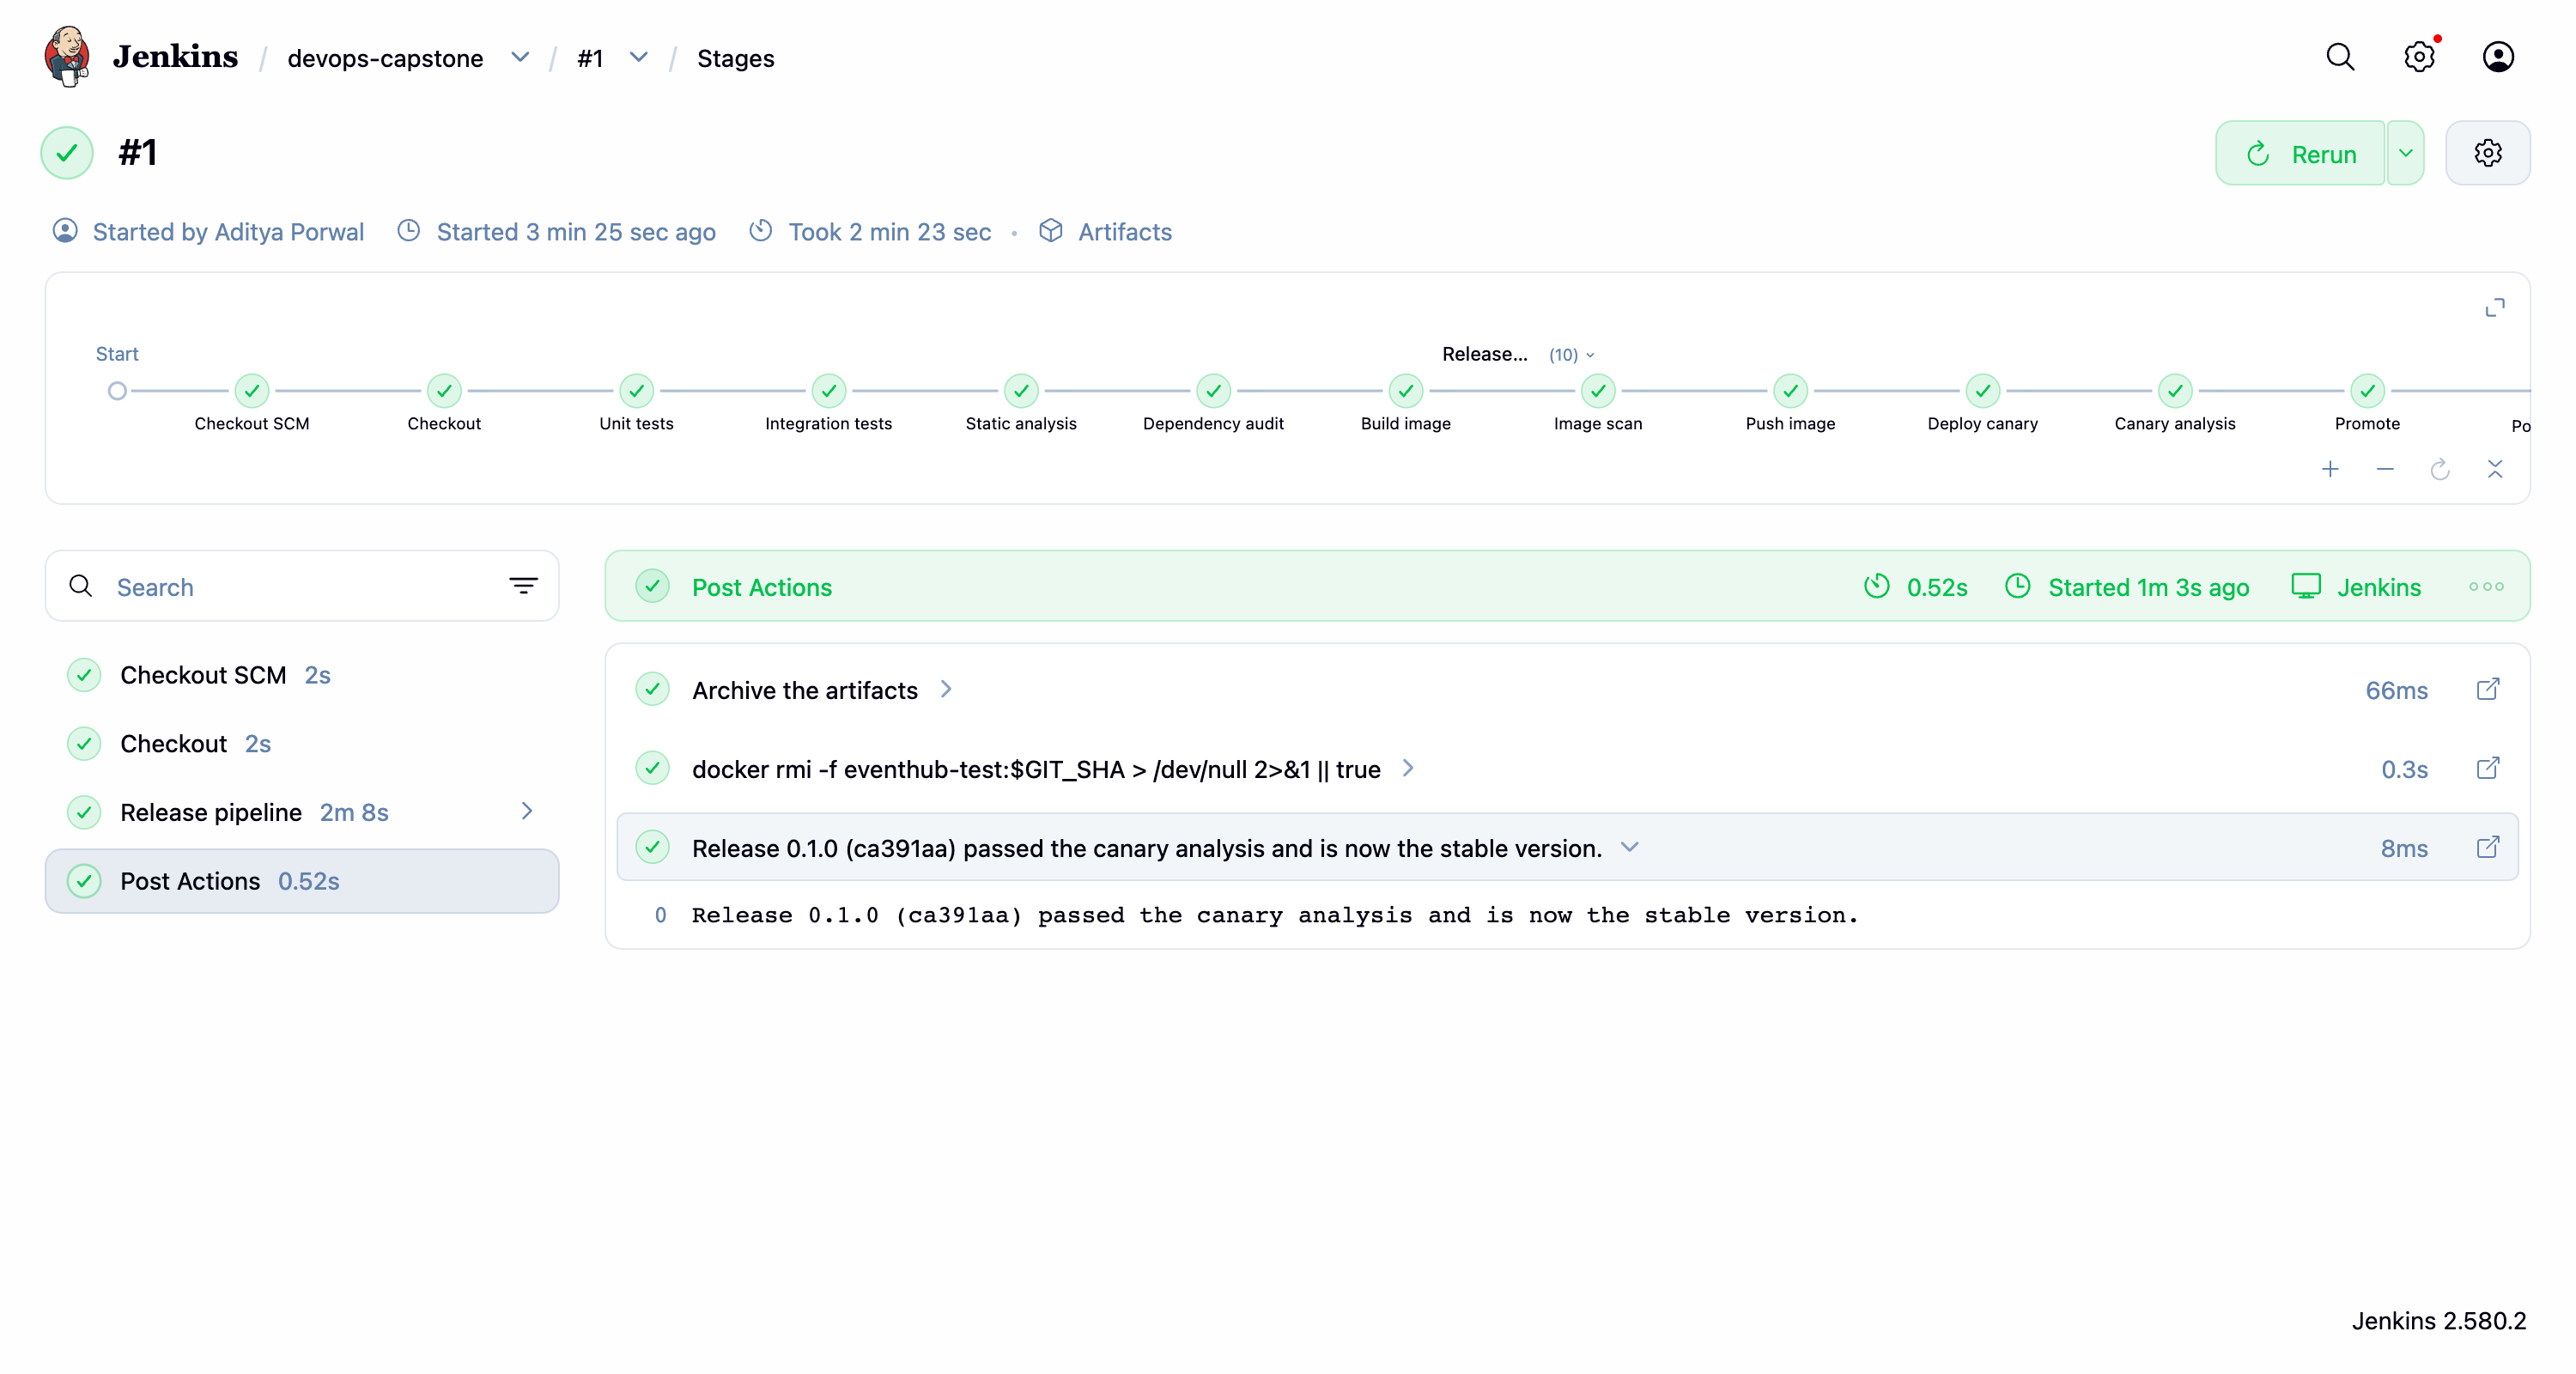 Jenkins / devops-capstone / #1 / Stages
#1
Rerun
Started by Aditya Porwal Started 3 min 25 sec ago Took 2 min 23 sec • Artifacts
Start Release... (10)
Checkout SCM Checkout Unit tests Integration tests Static analysis Dependency audit Build image Image scan Push image Deploy canary Canary analysis Promote Po
Search
Post Actions 0.52s Started 1m 3s ago Jenkins
Checkout SCM 2s
Checkout 2s
Release pipeline 2m 8s
Post Actions 0.52s
Archive the artifacts 66ms
docker rmi -f eventhub-test:$GIT_SHA > /dev/null 2>&1 || true 0.3s
Release 0.1.0 (ca391aa) passed the canary analysis and is now the stable version. 8ms
0 Release 0.1.0 (ca391aa) passed the canary analysis and is now the stable version.
Jenkins 2.580.2